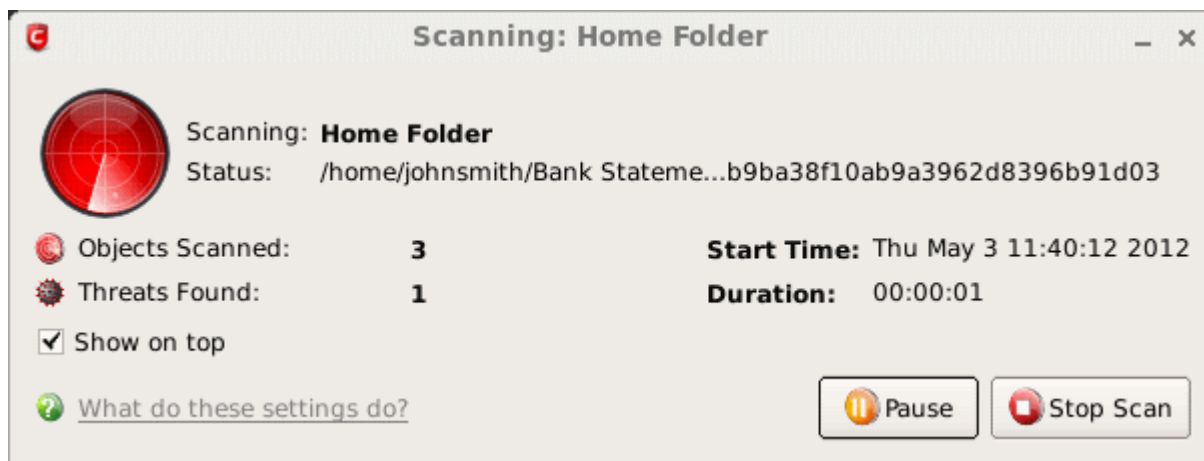 Scanning: Home Folder
Scanning: Home Folder
Status: /home/johnsmith/Bank Stateme...b9ba38f10ab9a3962d8396b91d03
Objects Scanned: 3 Start Time: Thu May 3 11:40:12 2012
Threats Found: 1 Duration: 00:00:01
Show on top
What do these settings do? Pause Stop Scan